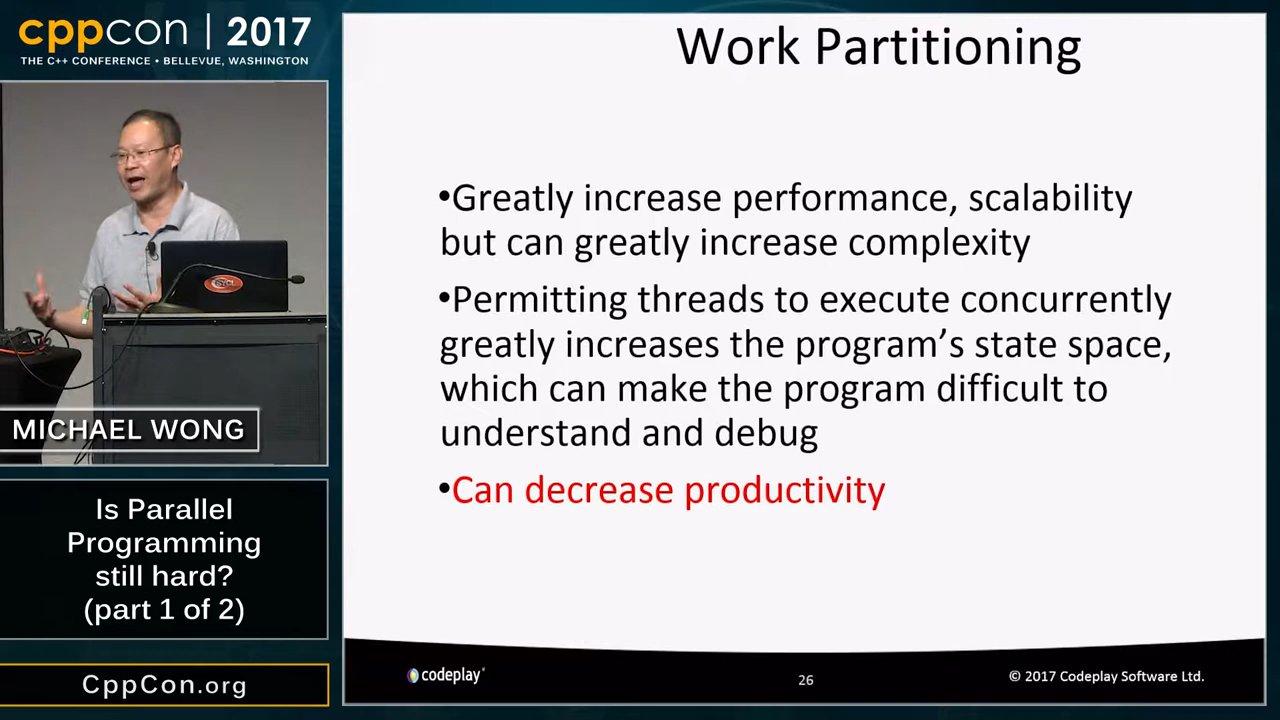 cppcon | 2017
THE C++ CONFERENCE • BELLEVUE, WASHINGTON
MICHAEL WONG
Is Parallel
Programming
still hard?
(part 1 of 2)
CppCon.org
Work Partitioning
•Greatly increase performance, scalability
but can greatly increase complexity
•Permitting threads to execute concurrently
greatly increases the program’s state space,
which can make the program difficult to
understand and debug
•Can decrease productivity
codeplay®
26
© 2017 Codeplay Software Ltd.